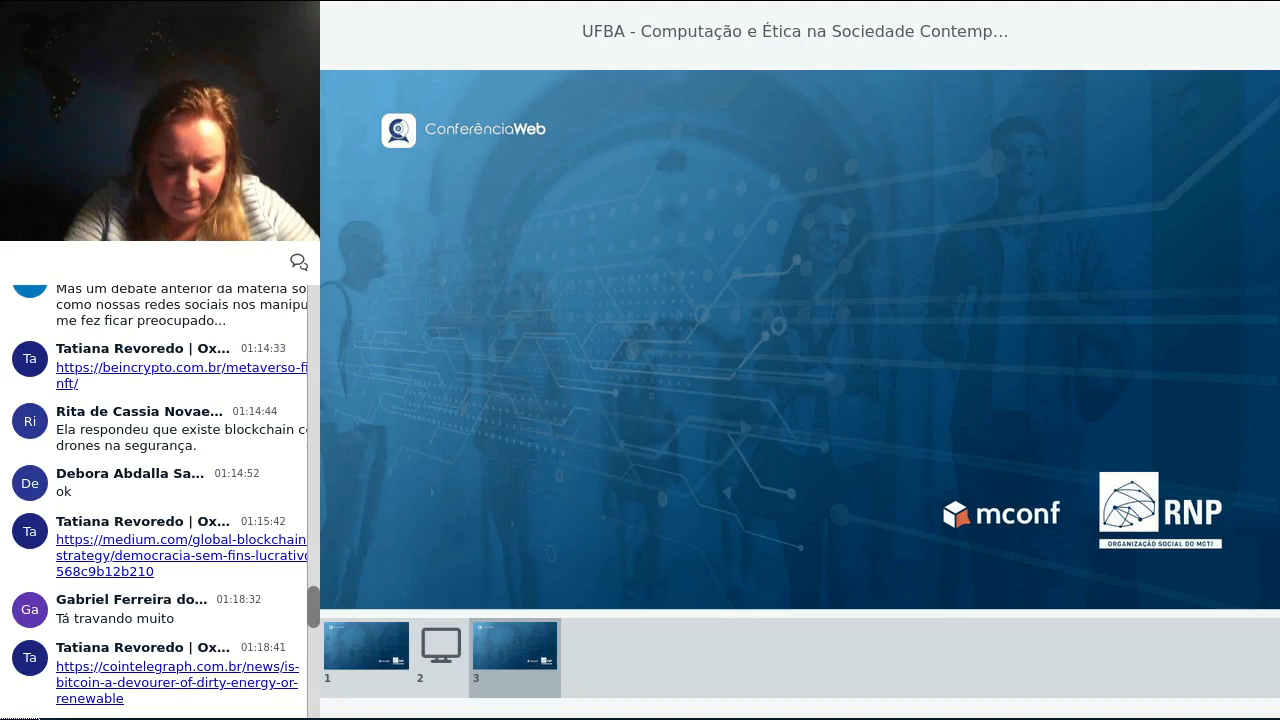 UFBA - Computação e Ética na Sociedade Contemp...
ConferênciaWeb
mconf
RNP
ORGANIZAÇÃO SOCIAL DO MCTI
Mas um debate anterior da matéria so
como nossas redes sociais nos manipu
me fez ficar preocupado...
Ta
Tatiana Revoredo | Ox... 01:14:33
https://beincrypto.com.br/metaverso-fi
nft/
Ri
Rita de Cassia Novae... 01:14:44
Ela respondeu que existe blockchain c
drones na segurança.
De
Debora Abdalla Sa... 01:14:52
ok
Ta
Tatiana Revoredo | Ox... 01:15:42
https://medium.com/global-blockchain
strategy/democracia-sem-fins-lucrativo
568c9b12b210
Ga
Gabriel Ferreira do... 01:18:32
Tá travando muito
Ta
Tatiana Revoredo | Ox... 01:18:41
https://cointelegraph.com.br/news/is-
bitcoin-a-devourer-of-dirty-energy-or-
renewable
1
2
3